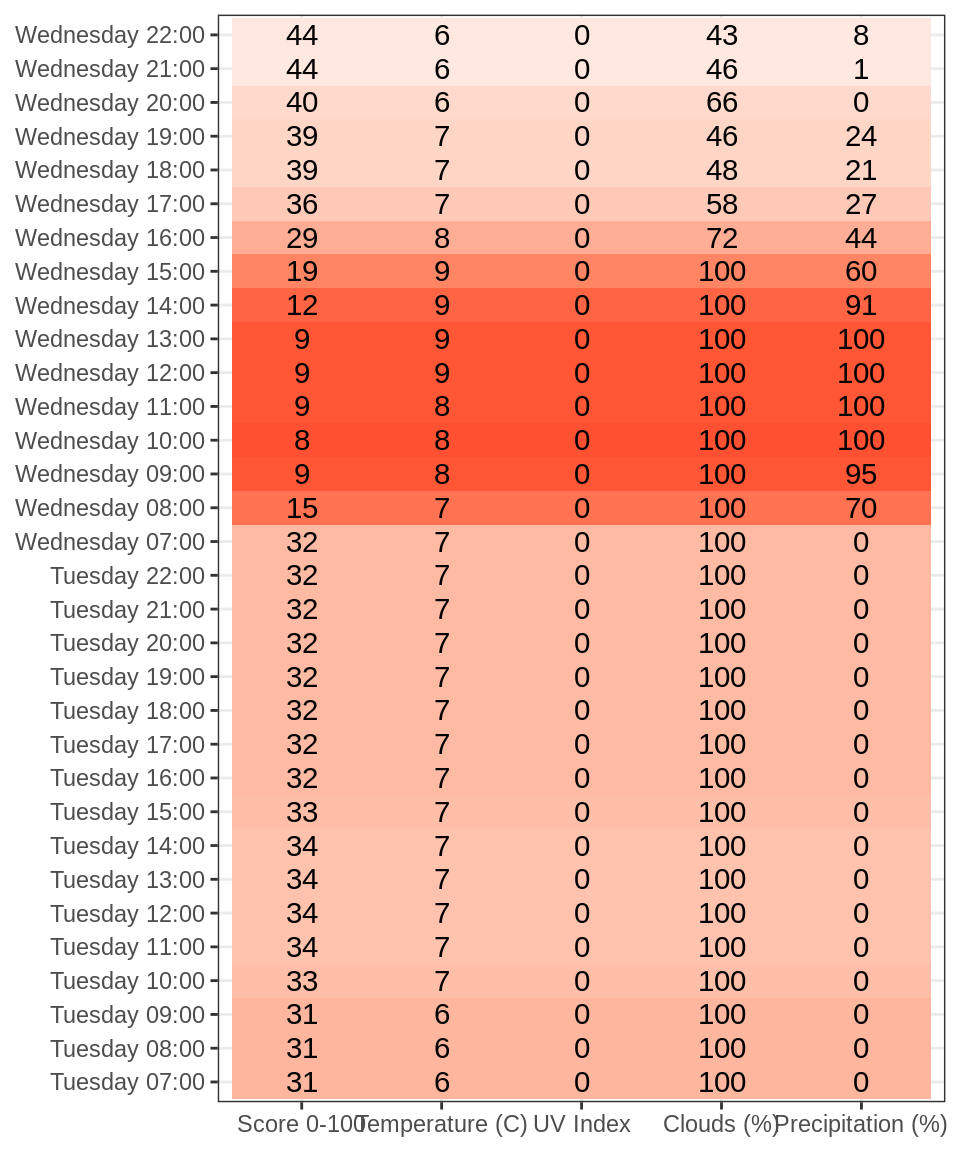 Wednesday 22:00 44 6 0 43 8
Wednesday 21:00 44 6 0 46 1
Wednesday 20:00 40 6 0 66 0
Wednesday 19:00 39 7 0 46 24
Wednesday 18:00 39 7 0 48 21
Wednesday 17:00 36 7 0 58 27
Wednesday 16:00 29 8 0 72 44
Wednesday 15:00 19 9 0 100 60
Wednesday 14:00 12 9 0 100 91
Wednesday 13:00 9 9 0 100 100
Wednesday 12:00 9 9 0 100 100
Wednesday 11:00 9 8 0 100 100
Wednesday 10:00 8 8 0 100 100
Wednesday 09:00 9 8 0 100 95
Wednesday 08:00 15 7 0 100 70
Wednesday 07:00 32 7 0 100 0
Tuesday 22:00 32 7 0 100 0
Tuesday 21:00 32 7 0 100 0
Tuesday 20:00 32 7 0 100 0
Tuesday 19:00 32 7 0 100 0
Tuesday 18:00 32 7 0 100 0
Tuesday 17:00 32 7 0 100 0
Tuesday 16:00 32 7 0 100 0
Tuesday 15:00 33 7 0 100 0
Tuesday 14:00 34 7 0 100 0
Tuesday 13:00 34 7 0 100 0
Tuesday 12:00 34 7 0 100 0
Tuesday 11:00 34 7 0 100 0
Tuesday 10:00 33 7 0 100 0
Tuesday 09:00 31 6 0 100 0
Tuesday 08:00 31 6 0 100 0
Tuesday 07:00 31 6 0 100 0
Score 0-100 Temperature (C) UV Index Clouds (%) Precipitation (%)